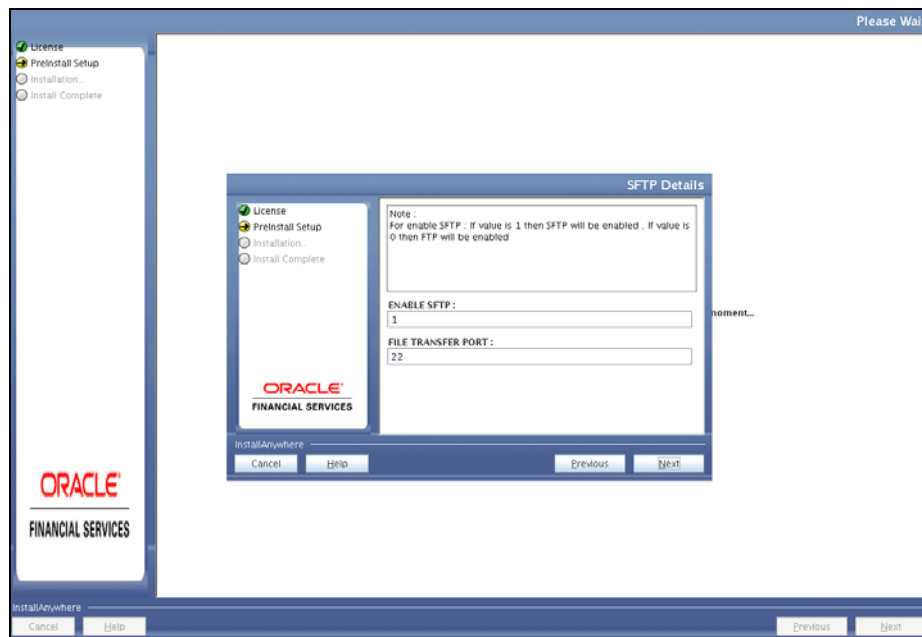 Please Wai
License
PreInstall Setup
Installation..
Install Complete
SFTP Details
License
PreInstall Setup
Installation..
Install Complete
Note :
For enable SFTP : If value is 1 then SFTP will be enabled . If value is
0 then FTP will be enabled
ENABLE SFTP :
1
FILE TRANSFER PORT :
22
noment...
ORACLE
FINANCIAL SERVICES
InstallAnywhere
Cancel
Help
Previous
Next
ORACLE
FINANCIAL SERVICES
InstallAnywhere
Cancel
Help
Previous
Next